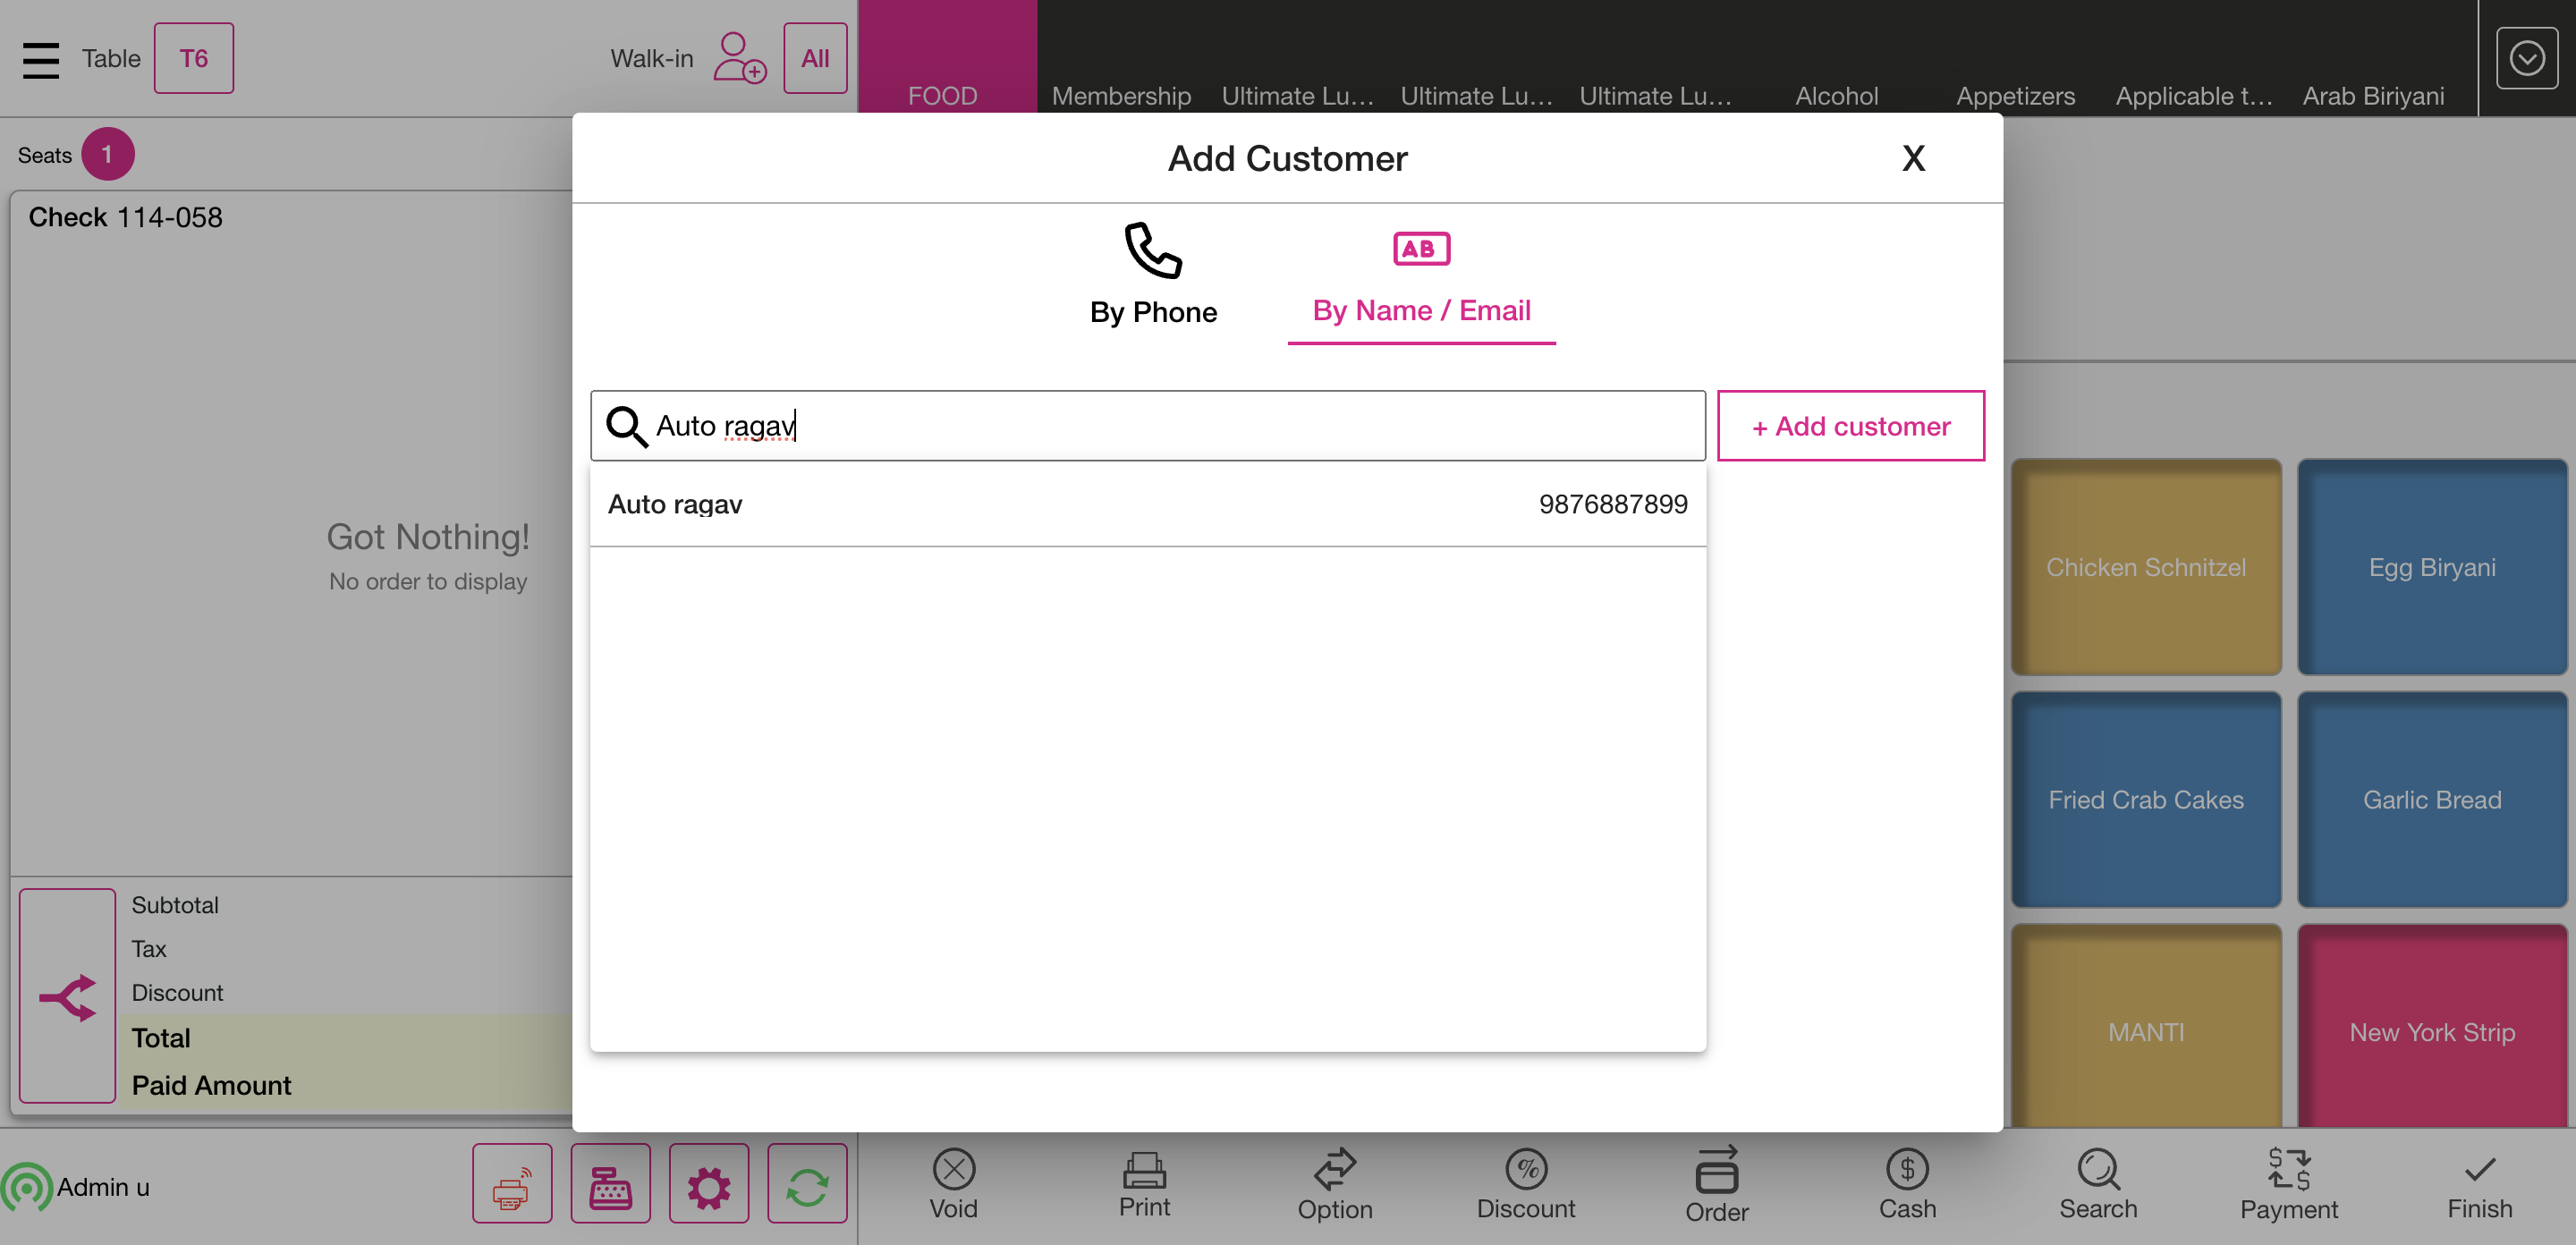 Table T6 Walk-in All
FOOD Membership Ultimate Lu... Ultimate Lu... Ultimate Lu... Alcohol Appetizers Applicable t... Arab Biriyani
Seats 1
Check 114-058
Got Nothing!
No order to display
Subtotal
Tax
Discount
Total
Paid Amount
Add Customer X
By Phone
AB
By Name / Email
Auto ragav
+ Add customer
Auto ragav 9876887899
Chicken Schnitzel Egg Biryani
Fried Crab Cakes Garlic Bread
MANTI New York Strip
Admin u
Void Print Option Discount Order Cash Search Payment Finish